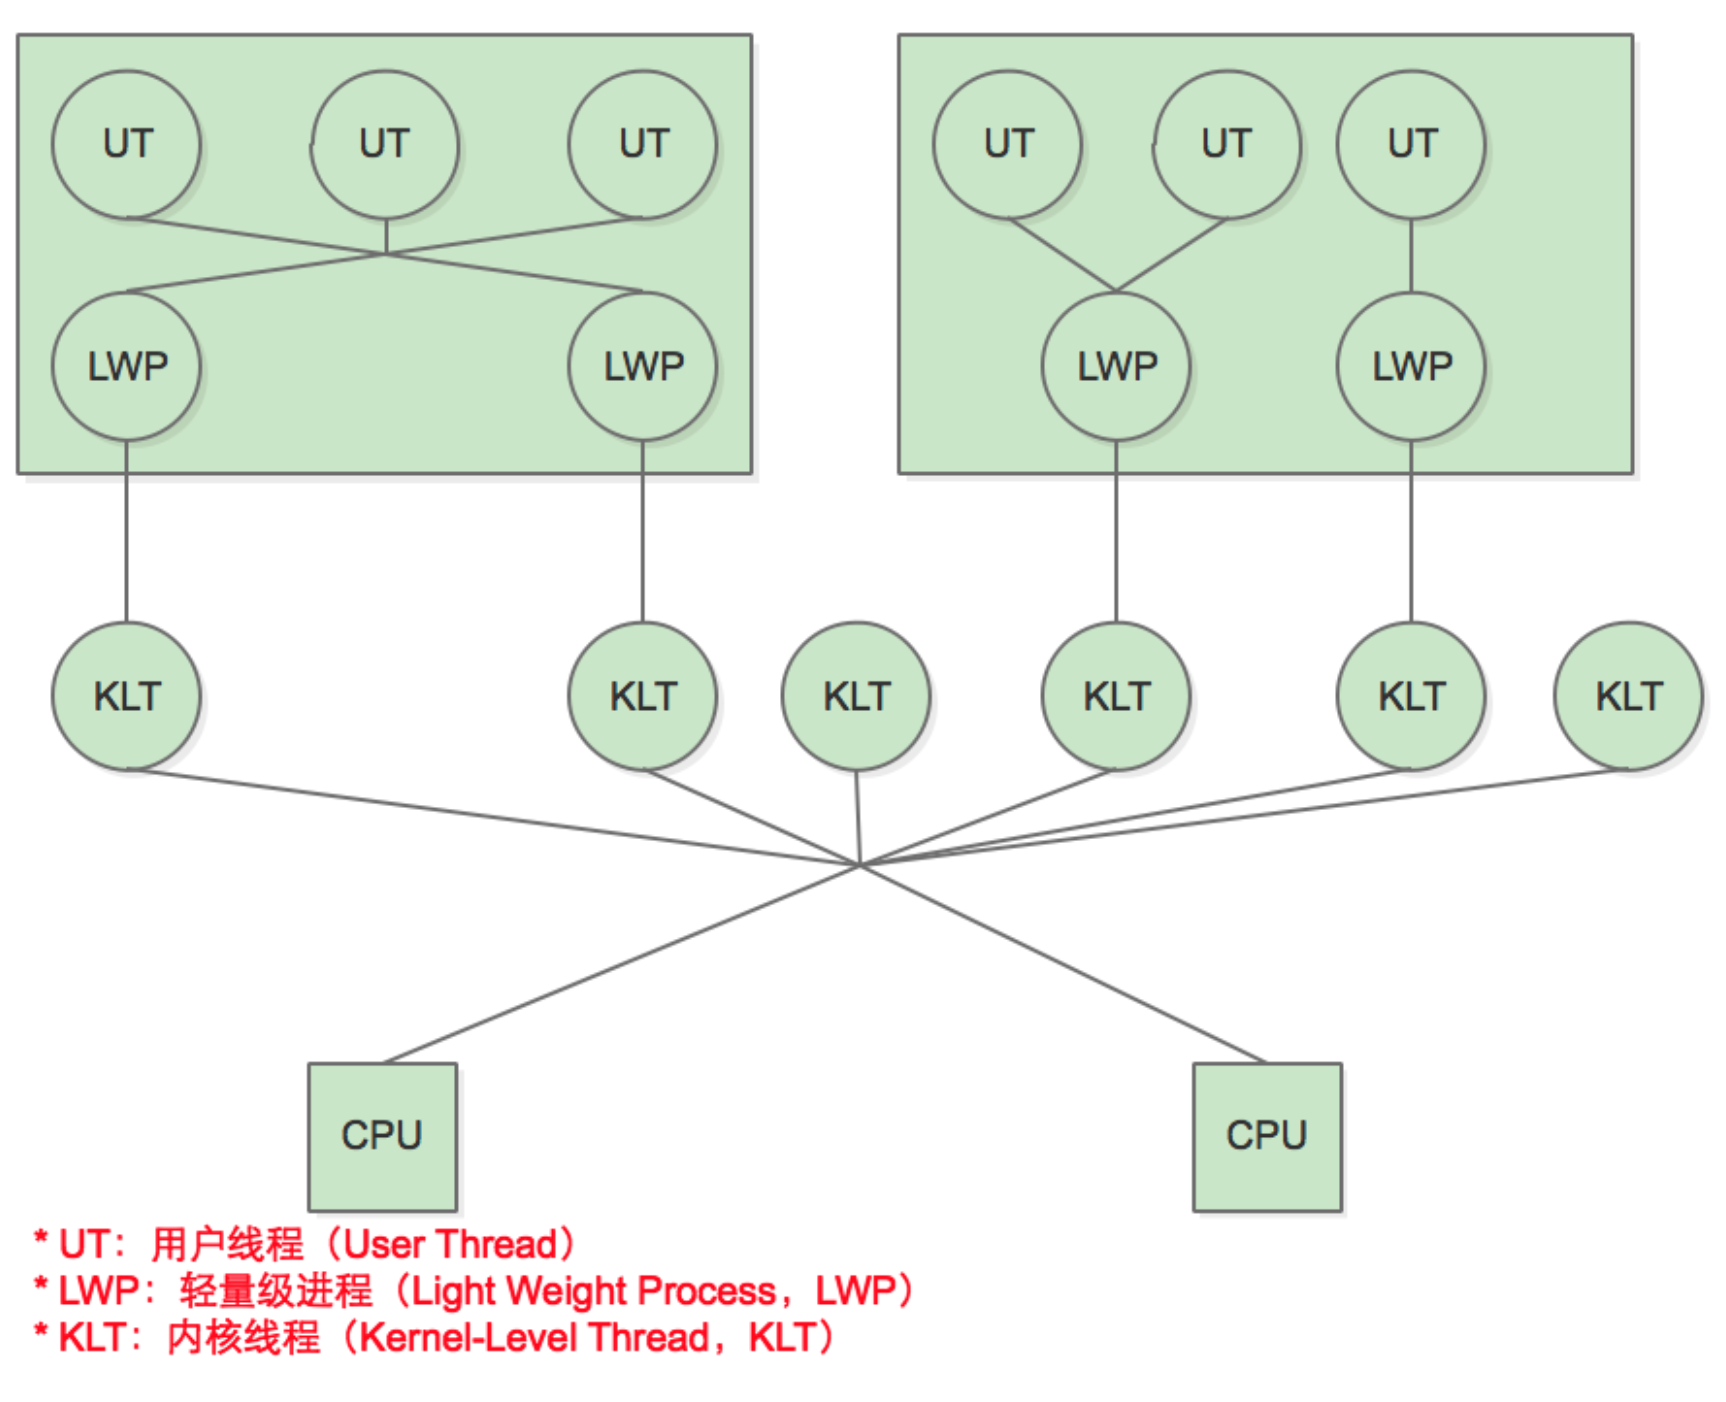 UT UT UT UT UT UT
LWP LWP LWP LWP
KLT KLT KLT KLT KLT KLT
CPU CPU
* UT：用户线程（User Thread）
* LWP：轻量级进程（Light Weight Process，LWP）
* KLT：内核线程（Kernel-Level Thread，KLT）